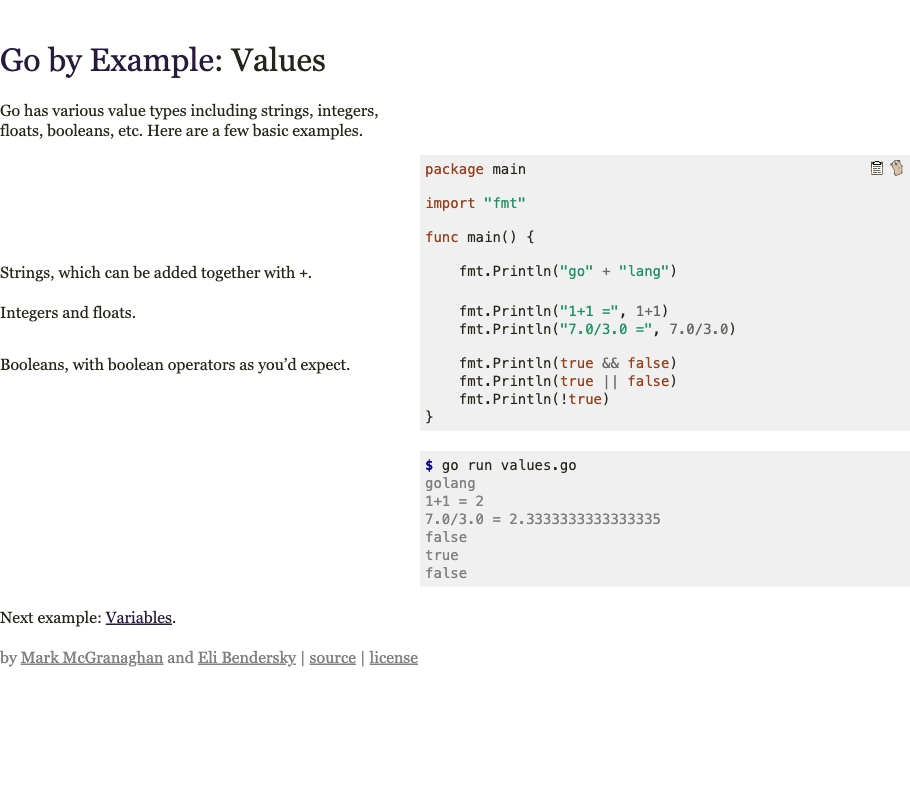 Go by Example: Values
Go has various value types including strings, integers,
floats, booleans, etc. Here are a few basic examples.
package main
import "fmt"
func main() {
Strings, which can be added together with +.
    fmt.Println("go" + "lang")
Integers and floats.
    fmt.Println("1+1 =", 1+1)
    fmt.Println("7.0/3.0 =", 7.0/3.0)
Booleans, with boolean operators as you’d expect.
    fmt.Println(true && false)
    fmt.Println(true || false)
    fmt.Println(!true)
}
$ go run values.go
golang
1+1 = 2
7.0/3.0 = 2.3333333333333335
false
true
false
Next example: Variables.
by Mark McGranaghan and Eli Bendersky | source | license